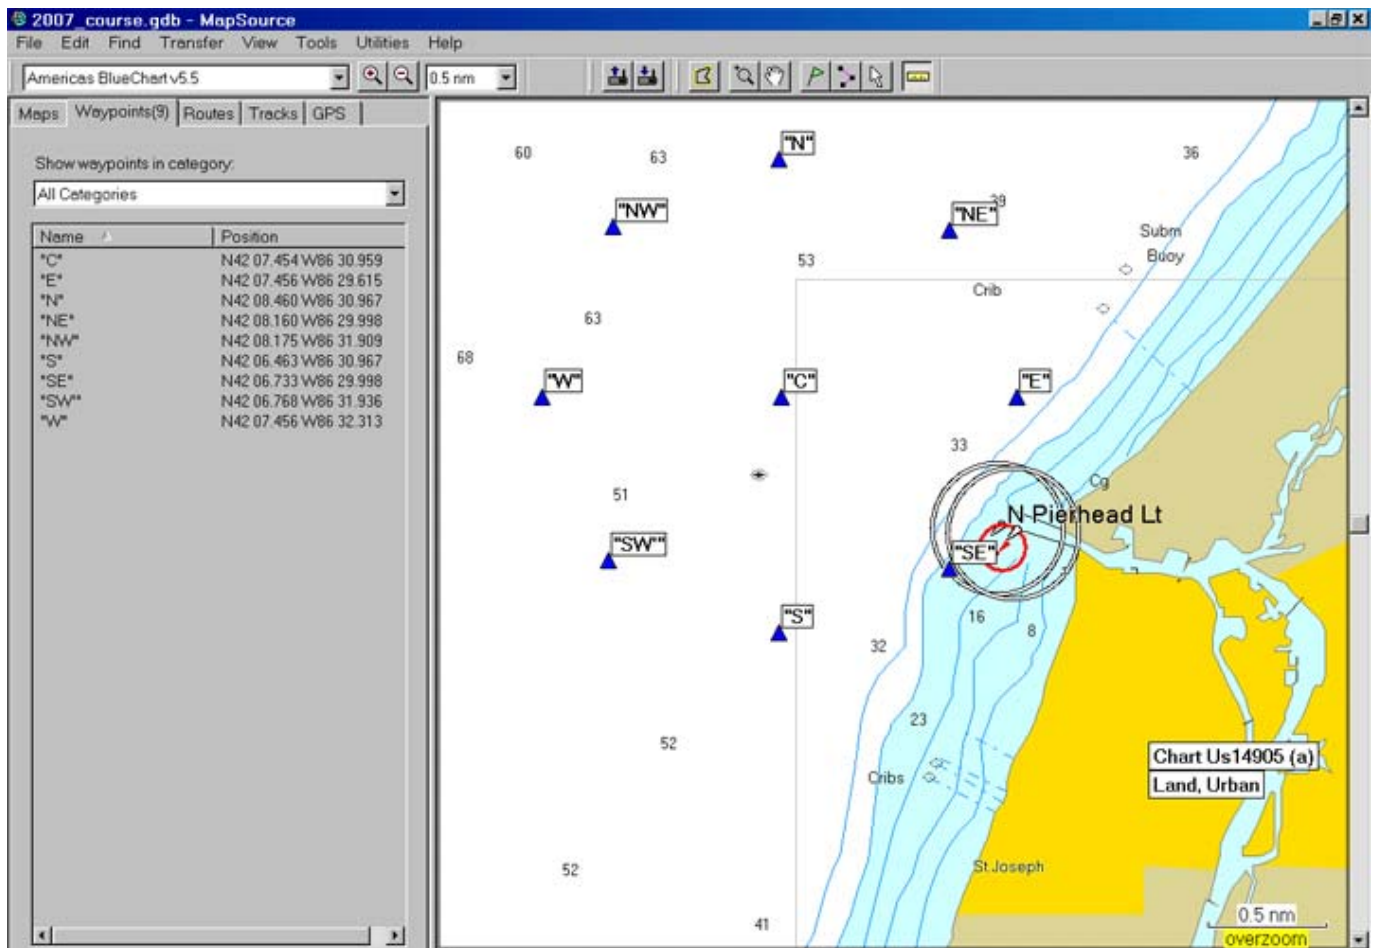 2007_course.gdb - MapSource
File Edit Find Transfer View Tools Utilities Help
Americas BlueChart v5.5
0.5 nm
Maps Waypoints(9) Routes Tracks GPS
Show waypoints in category:
All Categories
Name Position
"C" N42 07.454 W86 30.959
"E" N42 07.456 W86 29.615
"N" N42 08.460 W86 30.967
"NE" N42 08.160 W86 29.998
"NW" N42 08.175 W86 31.909
"S" N42 06.463 W86 30.967
"SE" N42 06.733 W86 29.998
"SW"" N42 06.768 W86 31.936
"W" N42 07.456 W86 32.313
"N"
60
63
36
"NW"
39
"NE"
Subm
Buoy
53
Crib
63
68
"W"
"C"
"E"
33
Cg
51
N Pierhead Lt
"SW""
"SE"
"S"
16
8
32
23
52
Chart Us14905 (a)
Cribs
Land, Urban
52
St.Joseph
41
0.5 nm
overzoom